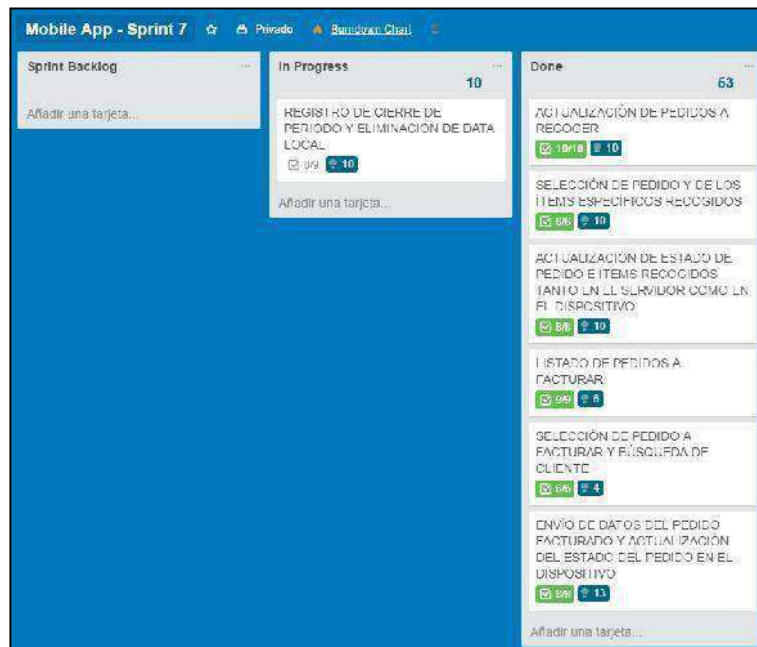 Mobile App - Sprint 7 Privado Burndown Chart
Sprint Backlog
Añadir una tarjeta...
In Progress
10
REGISTRO DE CIERRE DE
PERIODO Y ELIMINACIÓN DE DATA
LOCAL
10
Añadir una tarjeta...
Done
53
ACTUALIZACIÓN DE PEDIDOS A
RECOGER
10/10 10
SELECCIÓN DE PEDIDO Y DE LOS
ITEMS ESPECIFICOS RECOGIDOS
6/6 10
ACTUALIZACIÓN DE ESTADO DE
PEDIDO E ITEMS RECOGIDOS
TANTO EN EL SERVIDOR COMO EN
EL DISPOSITIVO
8/8 10
LISTADO DE PEDIDOS A
FACTURAR
9/9 6
SELECCIÓN DE PEDIDO A
FACTURAR Y BÚSQUEDA DE
CLIENTE
6/6 4
ENVÍO DE DATOS DEL PEDIDO
FACTURADO Y ACTUALIZACIÓN
DEL ESTADO DEL PEDIDO EN EL
DISPOSITIVO
8/8 13
Añadir una tarjeta...